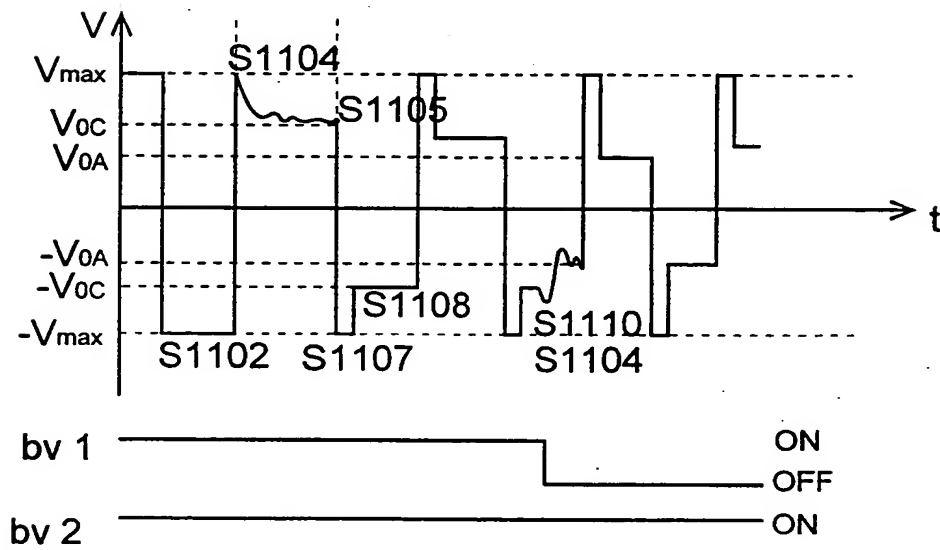 V
S1104
Vmax
S1105
V0C
V0A
t
-V0A
-V0C
S1108
S1110
-Vmax
S1102
S1107
S1104
bv 1
ON
OFF
bv 2
ON